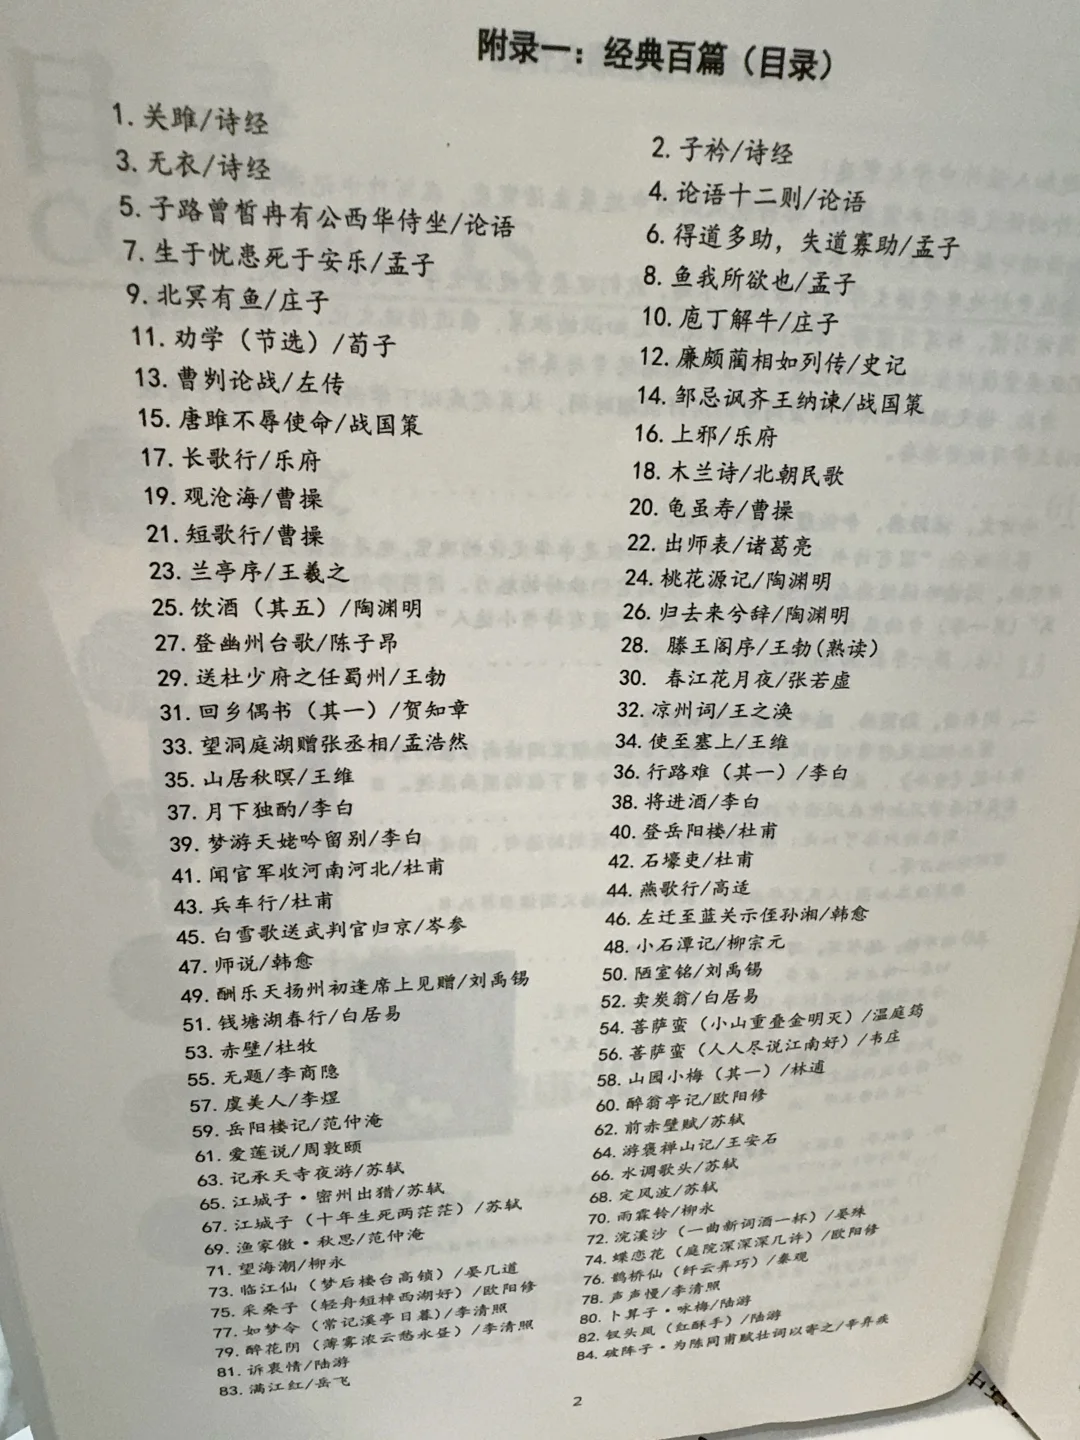 附录一：经典百篇（目录）
1. 关雎/诗经
2. 子衿/诗经
3. 无衣/诗经
4. 论语十二则/论语
5. 子路曾皙冉有公西华侍坐/论语
6. 得道多助，失道寡助/孟子
7. 生于忧患死于安乐/孟子
8. 鱼我所欲也/孟子
9. 北冥有鱼/庄子
10. 庖丁解牛/庄子
11. 劝学（节选）/荀子
12. 廉颇蔺相如列传/史记
13. 曹刿论战/左传
14. 邹忌讽齐王纳谏/战国策
15. 唐雎不辱使命/战国策
16. 上邪/乐府
17. 长歌行/乐府
18. 木兰诗/北朝民歌
19. 观沧海/曹操
20. 龟虽寿/曹操
21. 短歌行/曹操
22. 出师表/诸葛亮
23. 兰亭序/王羲之
24. 桃花源记/陶渊明
25. 饮酒（其五）/陶渊明
26. 归去来兮辞/陶渊明
27. 登幽州台歌/陈子昂
28. 滕王阁序/王勃(熟读)
29. 送杜少府之任蜀州/王勃
30. 春江花月夜/张若虚
31. 回乡偶书（其一）/贺知章
32. 凉州词/王之涣
33. 望洞庭湖赠张丞相/孟浩然
34. 使至塞上/王维
35. 山居秋暝/王维
36. 行路难（其一）/李白
37. 月下独酌/李白
38. 将进酒/李白
39. 梦游天姥吟留别/李白
40. 登岳阳楼/杜甫
41. 闻官军收河南河北/杜甫
42. 石壕吏/杜甫
43. 兵车行/杜甫
44. 燕歌行/高适
45. 白雪歌送武判官归京/岑参
46. 左迁至蓝关示侄孙湘/韩愈
47. 师说/韩愈
48. 小石潭记/柳宗元
49. 酬乐天扬州初逢席上见赠/刘禹锡
50. 陋室铭/刘禹锡
51. 钱塘湖春行/白居易
52. 卖炭翁/白居易
53. 赤壁/杜牧
54. 菩萨蛮（小山重叠金明灭）/温庭筠
55. 无题/李商隐
56. 菩萨蛮（人人尽说江南好）/韦庄
57. 虞美人/李煜
58. 山园小梅（其一）/林逋
59. 岳阳楼记/范仲淹
60. 醉翁亭记/欧阳修
61. 爱莲说/周敦颐
62. 前赤壁赋/苏轼
63. 记承天寺夜游/苏轼
64. 游褒禅山记/王安石
65. 江城子·密州出猎/苏轼
66. 水调歌头/苏轼
67. 江城子（十年生死两茫茫）/苏轼
68. 定风波/苏轼
69. 渔家傲·秋思/范仲淹
70. 雨霖铃/柳永
71. 望海潮/柳永
72. 浣溪沙（一曲新词酒一杯）/晏殊
73. 临江仙（梦后楼台高锁）/晏几道
74. 蝶恋花（庭院深深深几许）/欧阳修
75. 采桑子（轻舟短棹西湖好）/欧阳修
76. 鹊桥仙（纤云弄巧）/秦观
77. 如梦令（常记溪亭日暮)/李清照
78. 声声慢/李清照
79. 醉花阴（薄雾浓云愁永昼）/李清照
80. 卜算子·咏梅/陆游
81. 诉衷情/陆游
82. 钗头凤（红酥手）/陆游
83. 满江红/岳飞
84. 破阵子·为陈同甫赋壮词以寄之/辛弃疾
2